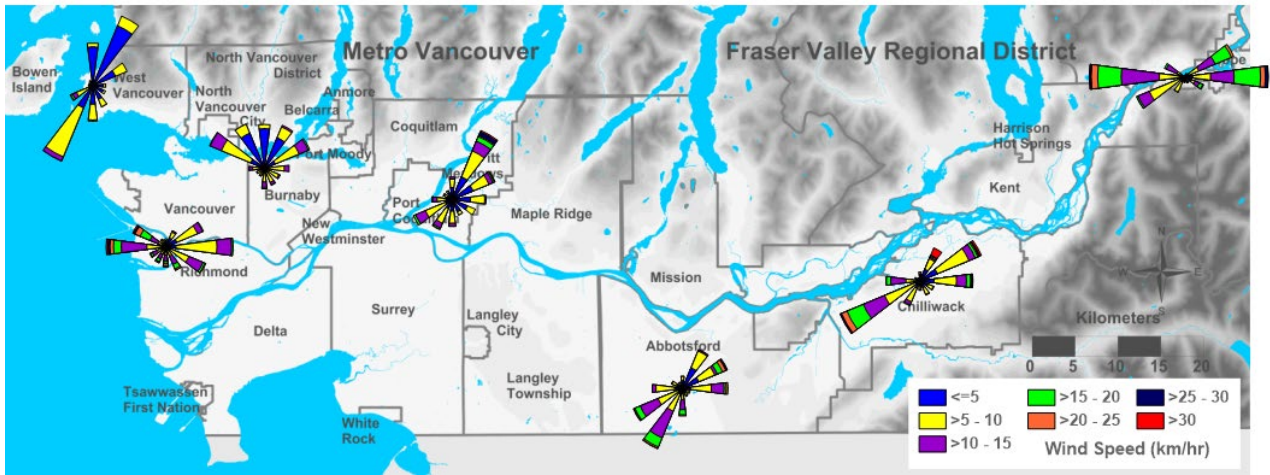 Metro Vancouver
Fraser Valley Regional District
Bowen
Island
West
Vancouver
North Vancouver
District
North
Vancouver
City
Anmore
Belcarra
Port Moody
Coquitlam
Burnaby
Vancouver
New
Westminster
Port
Richmond
Maple Ridge
Harrison
Hot Springs
Kent
Mission
Chilliwack
Delta
Surrey
Langley
City
Langley
Township
Abbotsford
Tsawwassen
First Nation
White
Rock
N
W
E
S
Kilometers
0 5 10 15 20
<=5
>5 - 10
>10 - 15
>15 - 20
>20 - 25
>30
>25 - 30
Wind Speed (km/hr)